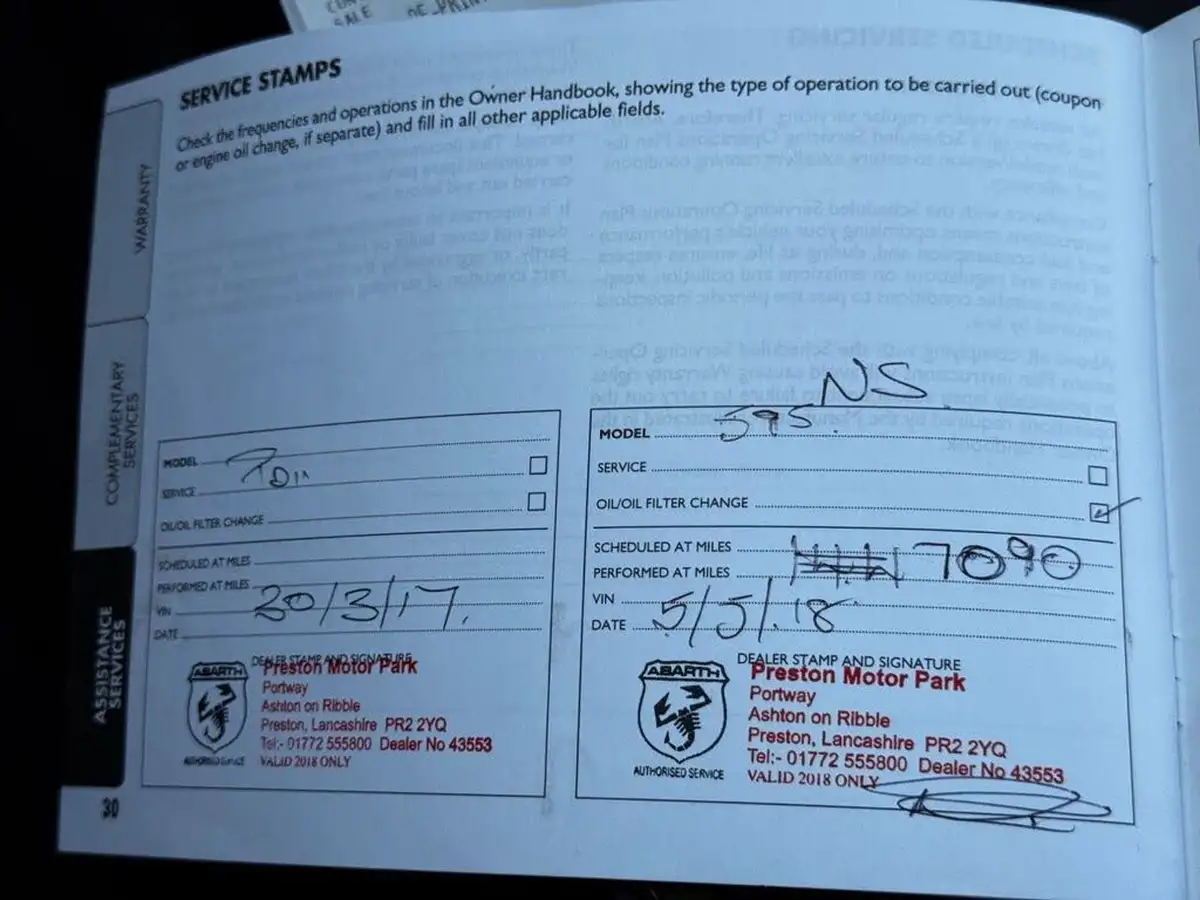 SALE
SERVICE STAMPS
Check the frequencies and operations in the Owner Handbook, showing the type of operation to be carried out (coupon
or engine oil change, if separate) and fill in all other applicable fields.
WARRANTY
COMPLEMENTARY
SERVICES
ASSISTANCE
SERVICES
30
MODEL
PDI
SERVICE
OIL/OIL FILTER CHANGE
SCHEDULED AT MILES
PERFORMED AT MILES
VIN
30/3/17.
DATE
DEALER STAMP AND SIGNATURE
ABARTH
AUTHORISED SERVICE
Preston Motor Park
Portway
Ashton on Ribble
Preston, Lancashire PR2 2YQ
Tel:- 01772 555800 Dealer No 43553
VALID 2018 ONLY
NS
MODEL 595
SERVICE
OIL/OIL FILTER CHANGE
SCHEDULED AT MILES
7090
PERFORMED AT MILES
VIN
DATE 5/5/.18
DEALER STAMP AND SIGNATURE
ABARTH
AUTHORISED SERVICE
Preston Motor Park
Portway
Ashton on Ribble
Preston, Lancashire PR2 2YQ
Tel:- 01772 555800 Dealer No 43553
VALID 2018 ONLY